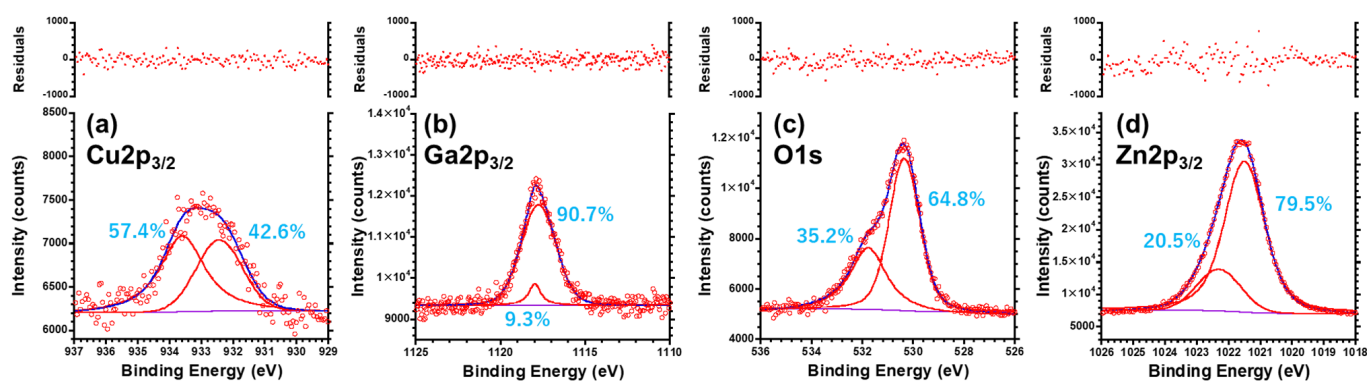 Residuals
1000
0
-1000
Intensity (counts)
8500
8000
7500
7000
6500
6000
(a)
Cu2p3/2
57.4%
42.6%
937 936 935 934 933 932 931 930 929
Binding Energy (eV)
Residuals
1000
0
-1000
Intensity (counts)
1.4×10⁴
1.2×10⁴
1.1×10⁴
1×10⁴
9000
(b)
Ga2p3/2
90.7%
9.3%
1125 1120 1115 1110
Binding Energy (eV)
Residuals
1000
0
-1000
Intensity (counts)
1.2×10⁴
1×10⁴
8000
6000
4000
(c)
O1s
35.2%
64.8%
536 534 532 530 528 526
Binding Energy (eV)
Residuals
1000
0
-1000
Intensity (counts)
3.5×10⁴
3×10⁴
2.5×10⁴
2×10⁴
1.5×10⁴
1×10⁴
5000
(d)
Zn2p3/2
20.5%
79.5%
1026 1025 1024 1023 1022 1021 1020 1019 1018
Binding Energy (eV)